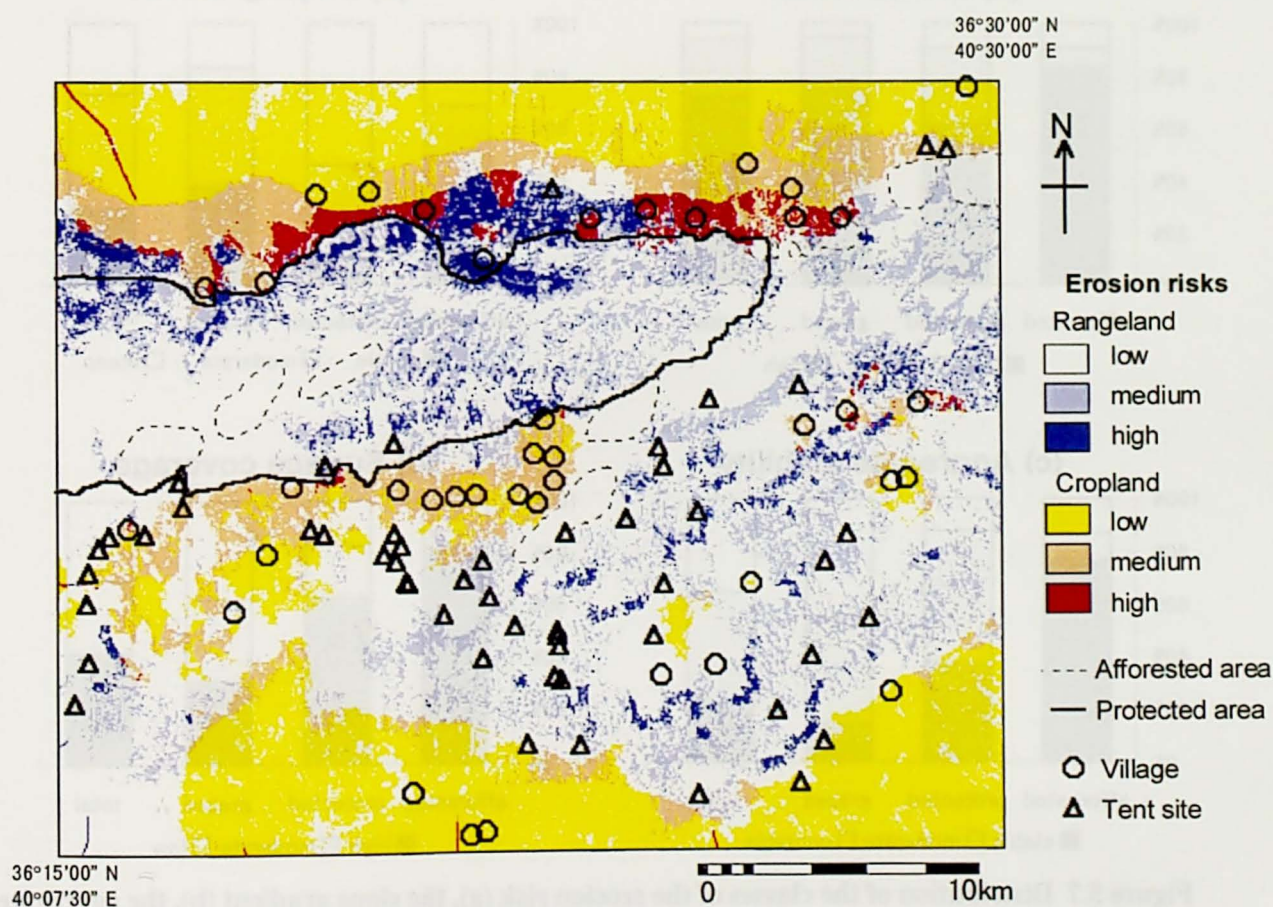 36°30'00" N
40°30'00" E
N
Erosion risks
Rangeland
low
medium
high
Cropland
low
medium
high
Afforested area
Protected area
Village
Tent site
36°15'00" N
40°07'30" E
0 10km